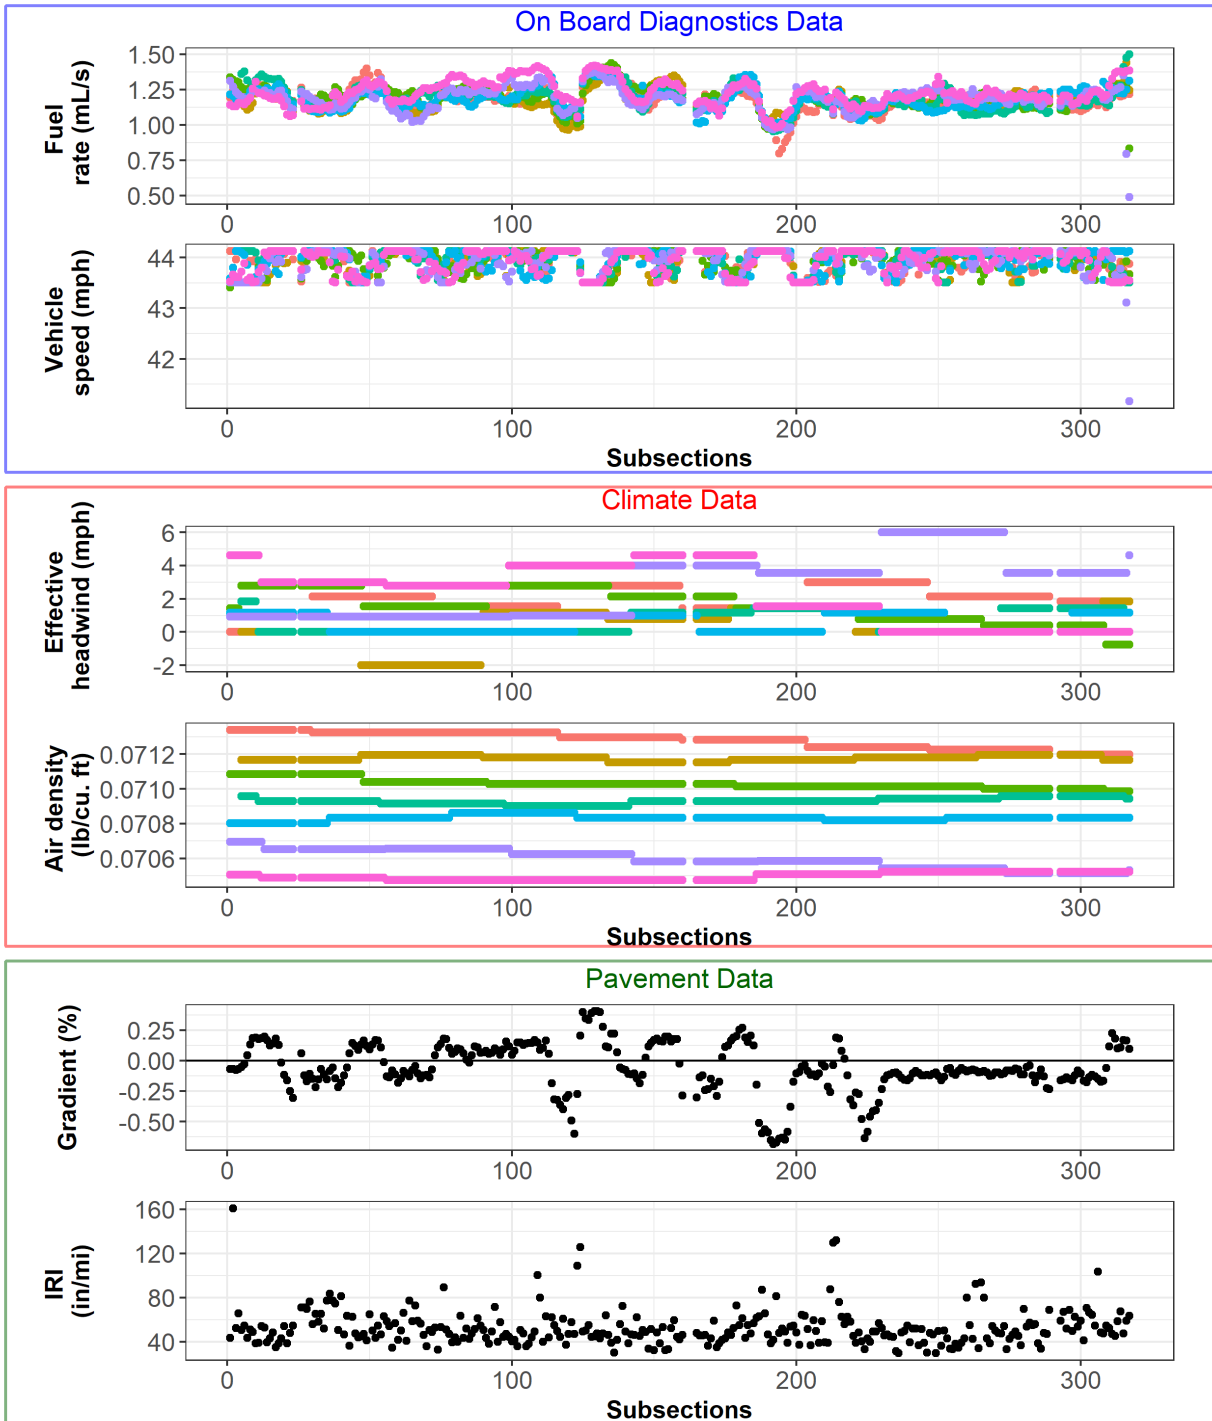 On Board Diagnostics Data
Fuel
rate (mL/s)
1.50
1.25
1.00
0.75
0.50
0 100 200 300
Vehicle
speed (mph)
44
43
42
0 100 200 300
Subsections
Climate Data
Effective
headwind (mph)
6
4
2
0
-2
0 100 200 300
Air density
(lb/cu. ft)
0.0712
0.0710
0.0708
0.0706
0 100 200 300
Subsections
Pavement Data
Gradient (%)
0.25
0.00
-0.25
-0.50
0 100 200 300
IRI
(in/mi)
160
120
80
40
0 100 200 300
Subsections